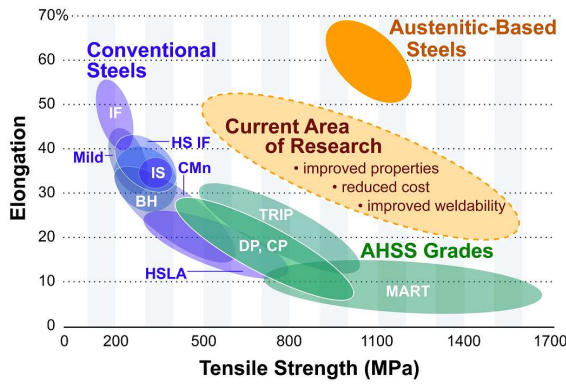 70%
60
50
40
30
20
10
0
Elongation
Conventional
Steels
Austenitic-Based
Steels
IF
Mild
HS IF
IS
CMn
BH
HSLA
Current Area
of Research
• improved properties
• reduced cost
• improved weldability
TRIP
DP, CP
AHSS Grades
MART
0 200 500 800 1100 1400 1700
Tensile Strength (MPa)